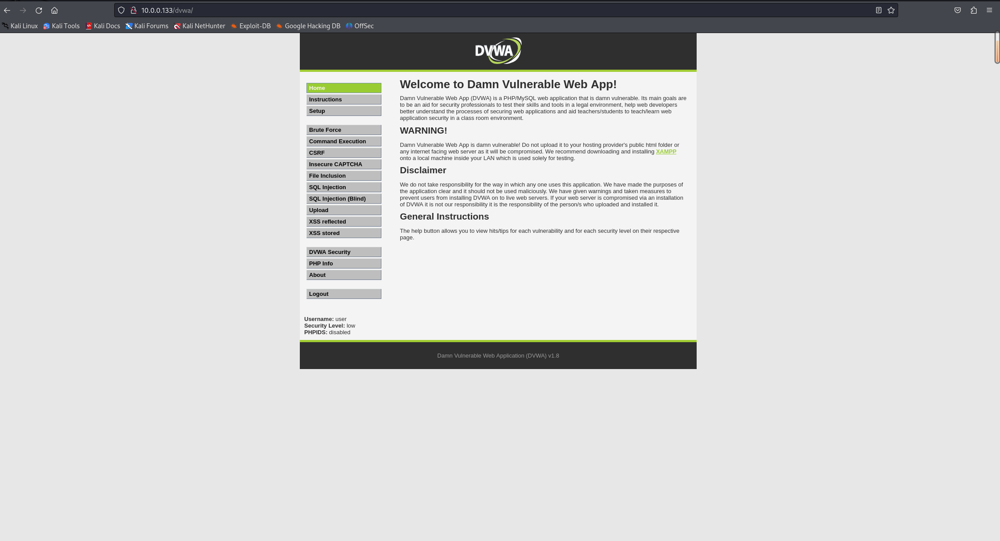 10.0.0.133/dvwa/
Kali Linux
Kali Tools
Kali Docs
Kali Forums
Kali NetHunter
Exploit-DB
Google Hacking DB
OffSec
DVWA
Home
Instructions
Setup
Brute Force
Command Execution
CSRF
Insecure CAPTCHA
File Inclusion
SQL Injection
SQL Injection (Blind)
Upload
XSS reflected
XSS stored
DVWA Security
PHP Info
About
Logout
Welcome to Damn Vulnerable Web App!
Damn Vulnerable Web App (DVWA) is a PHP/MySQL web application that is damn vulnerable. Its main goals are
to be an aid for security professionals to test their skills and tools in a legal environment, help web developers
better understand the processes of securing web applications and aid teachers/students to teach/learn web
application security in a class room environment.
WARNING!
Damn Vulnerable Web App is damn vulnerable! Do not upload it to your hosting provider's public html folder or
any internet facing web server as it will be compromised. We recommend downloading and installing XAMPP
onto a local machine inside your LAN which is used solely for testing.
Disclaimer
We do not take responsibility for the way in which any one uses this application. We have made the purposes of
the application clear and it should not be used maliciously. We have given warnings and taken measures to
prevent users from installing DVWA on to live web servers. If your web server is compromised via an installation
of DVWA it is not our responsibility it is the responsibility of the person/s who uploaded and installed it.
General Instructions
The help button allows you to view hits/tips for each vulnerability and for each security level on their respective
page.
Username: user
Security Level: low
PHPIDS: disabled
Damn Vulnerable Web Application (DVWA) v1.8